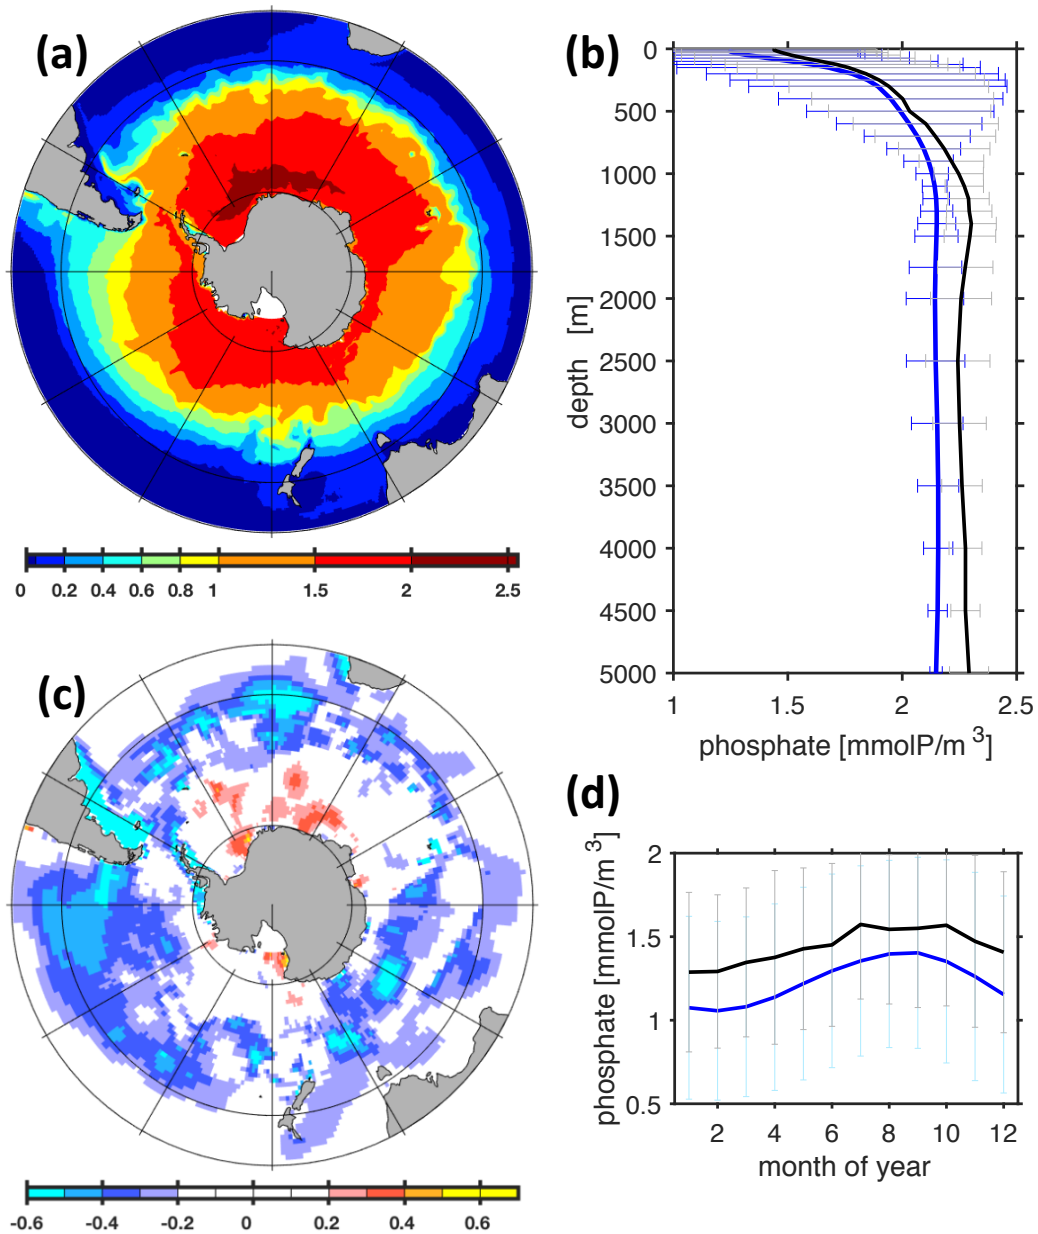 (a)
0 0.2 0.4 0.6 0.8 1 1.5 2 2.5
(b)
0
500
1000
1500
2000
2500
3000
3500
4000
4500
5000
depth [m]
1 1.5 2 2.5
phosphate [mmolP/m 3]
(c)
-0.6 -0.4 -0.2 0 0.2 0.4 0.6
(d)
2
1.5
1
0.5
phosphate [mmolP/m 3]
2 4 6 8 10 12
month of year